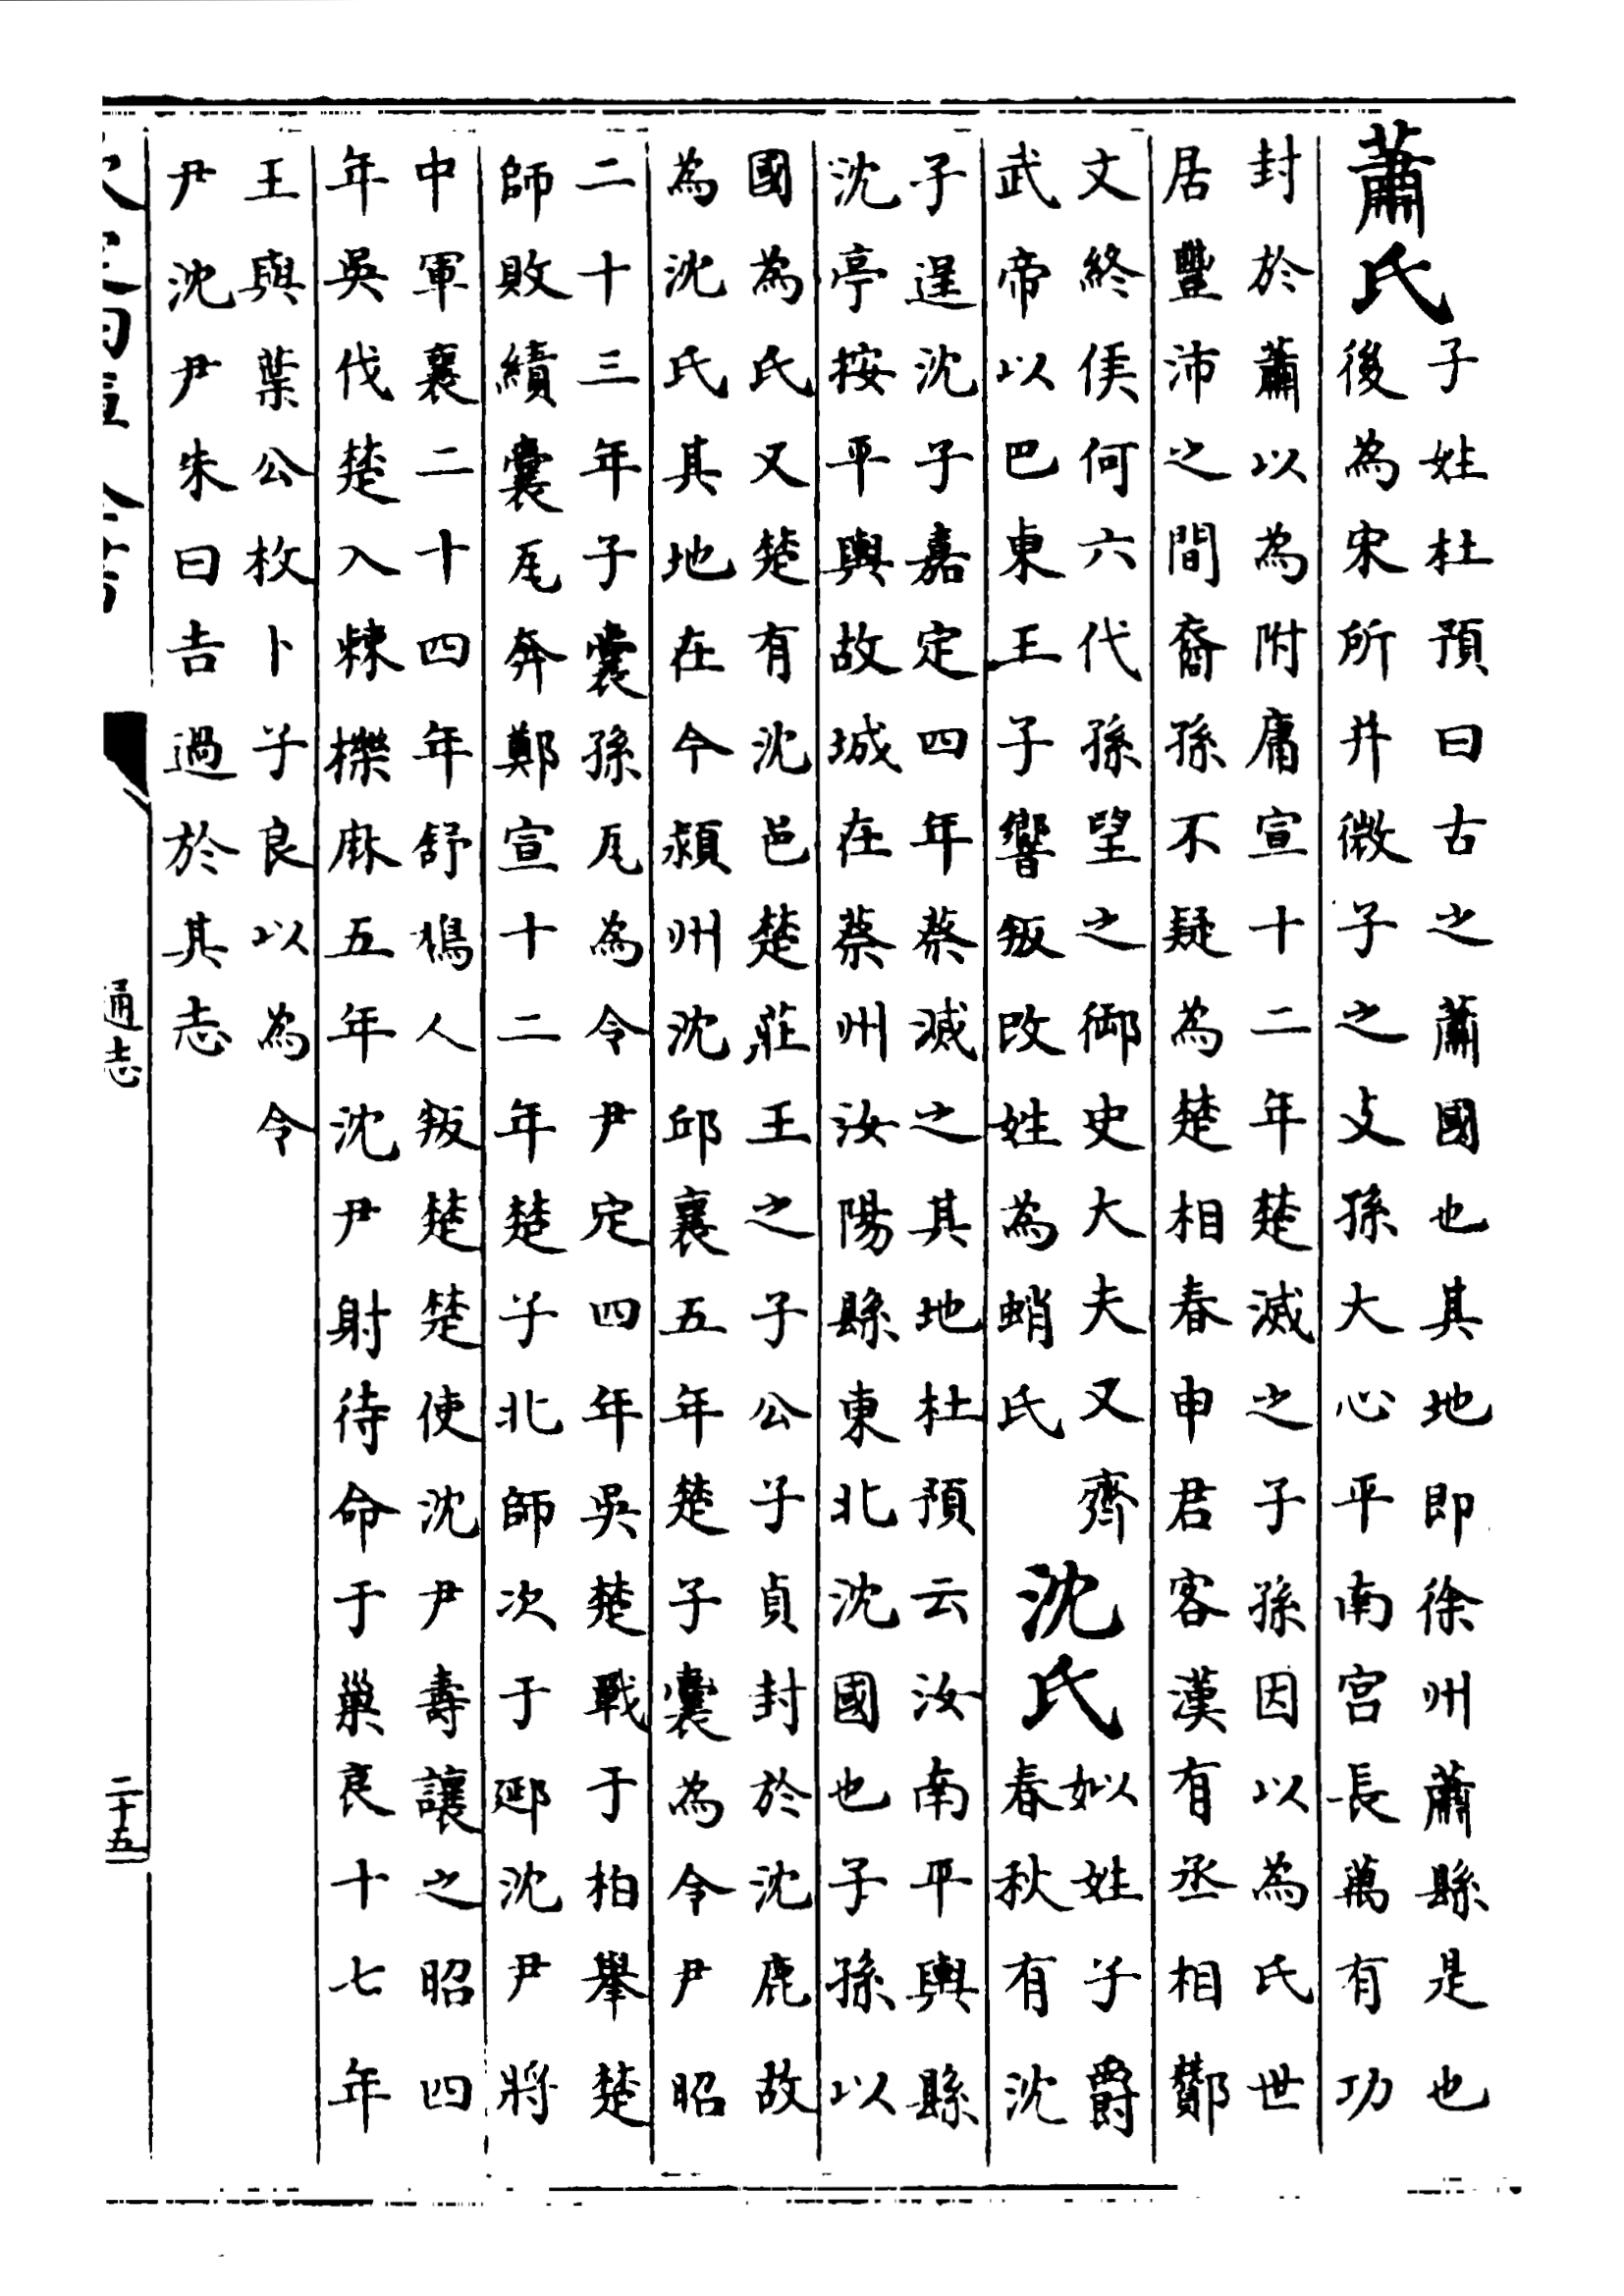 蕭氏
子姓杜預曰古之蕭國也其地即徐州蕭縣是也
後為宋所并微子之支孫大心平南宮長萬有功
封於蕭以為附庸宣十二年楚滅之子孫因以為氏世
居豐沛之間裔孫不疑為楚相春申君客漢有丞相酇
文終侯何六代孫望之御史大夫又齊
武帝以巴東王子響叛改姓為蛸氏
沈氏
姒姓子爵
春秋有沈
子逞沈子嘉定四年蔡滅之其地杜預云汝南平輿縣
沈亭按平輿故城在蔡州汝陽縣東北沈國也子孫以
國為氏又楚有沈邑楚莊王之子公子貞封於沈鹿故
為沈氏其地在今潁州沈邱襄五年楚子囊為令尹昭
二十三年子囊孫瓦為令尹定四年吳楚戰于柏舉楚
師敗績囊瓦奔鄭宣十二年楚子北師次于郔沈尹將
中軍襄二十四年舒鳩人叛楚楚使沈尹壽讓之昭四
年吳伐楚入棘櫟麻五年沈尹射待命于巢哀十七年
王與葉公枚卜子良以為令
尹沈尹朱曰吉過於其志
通志
二十五